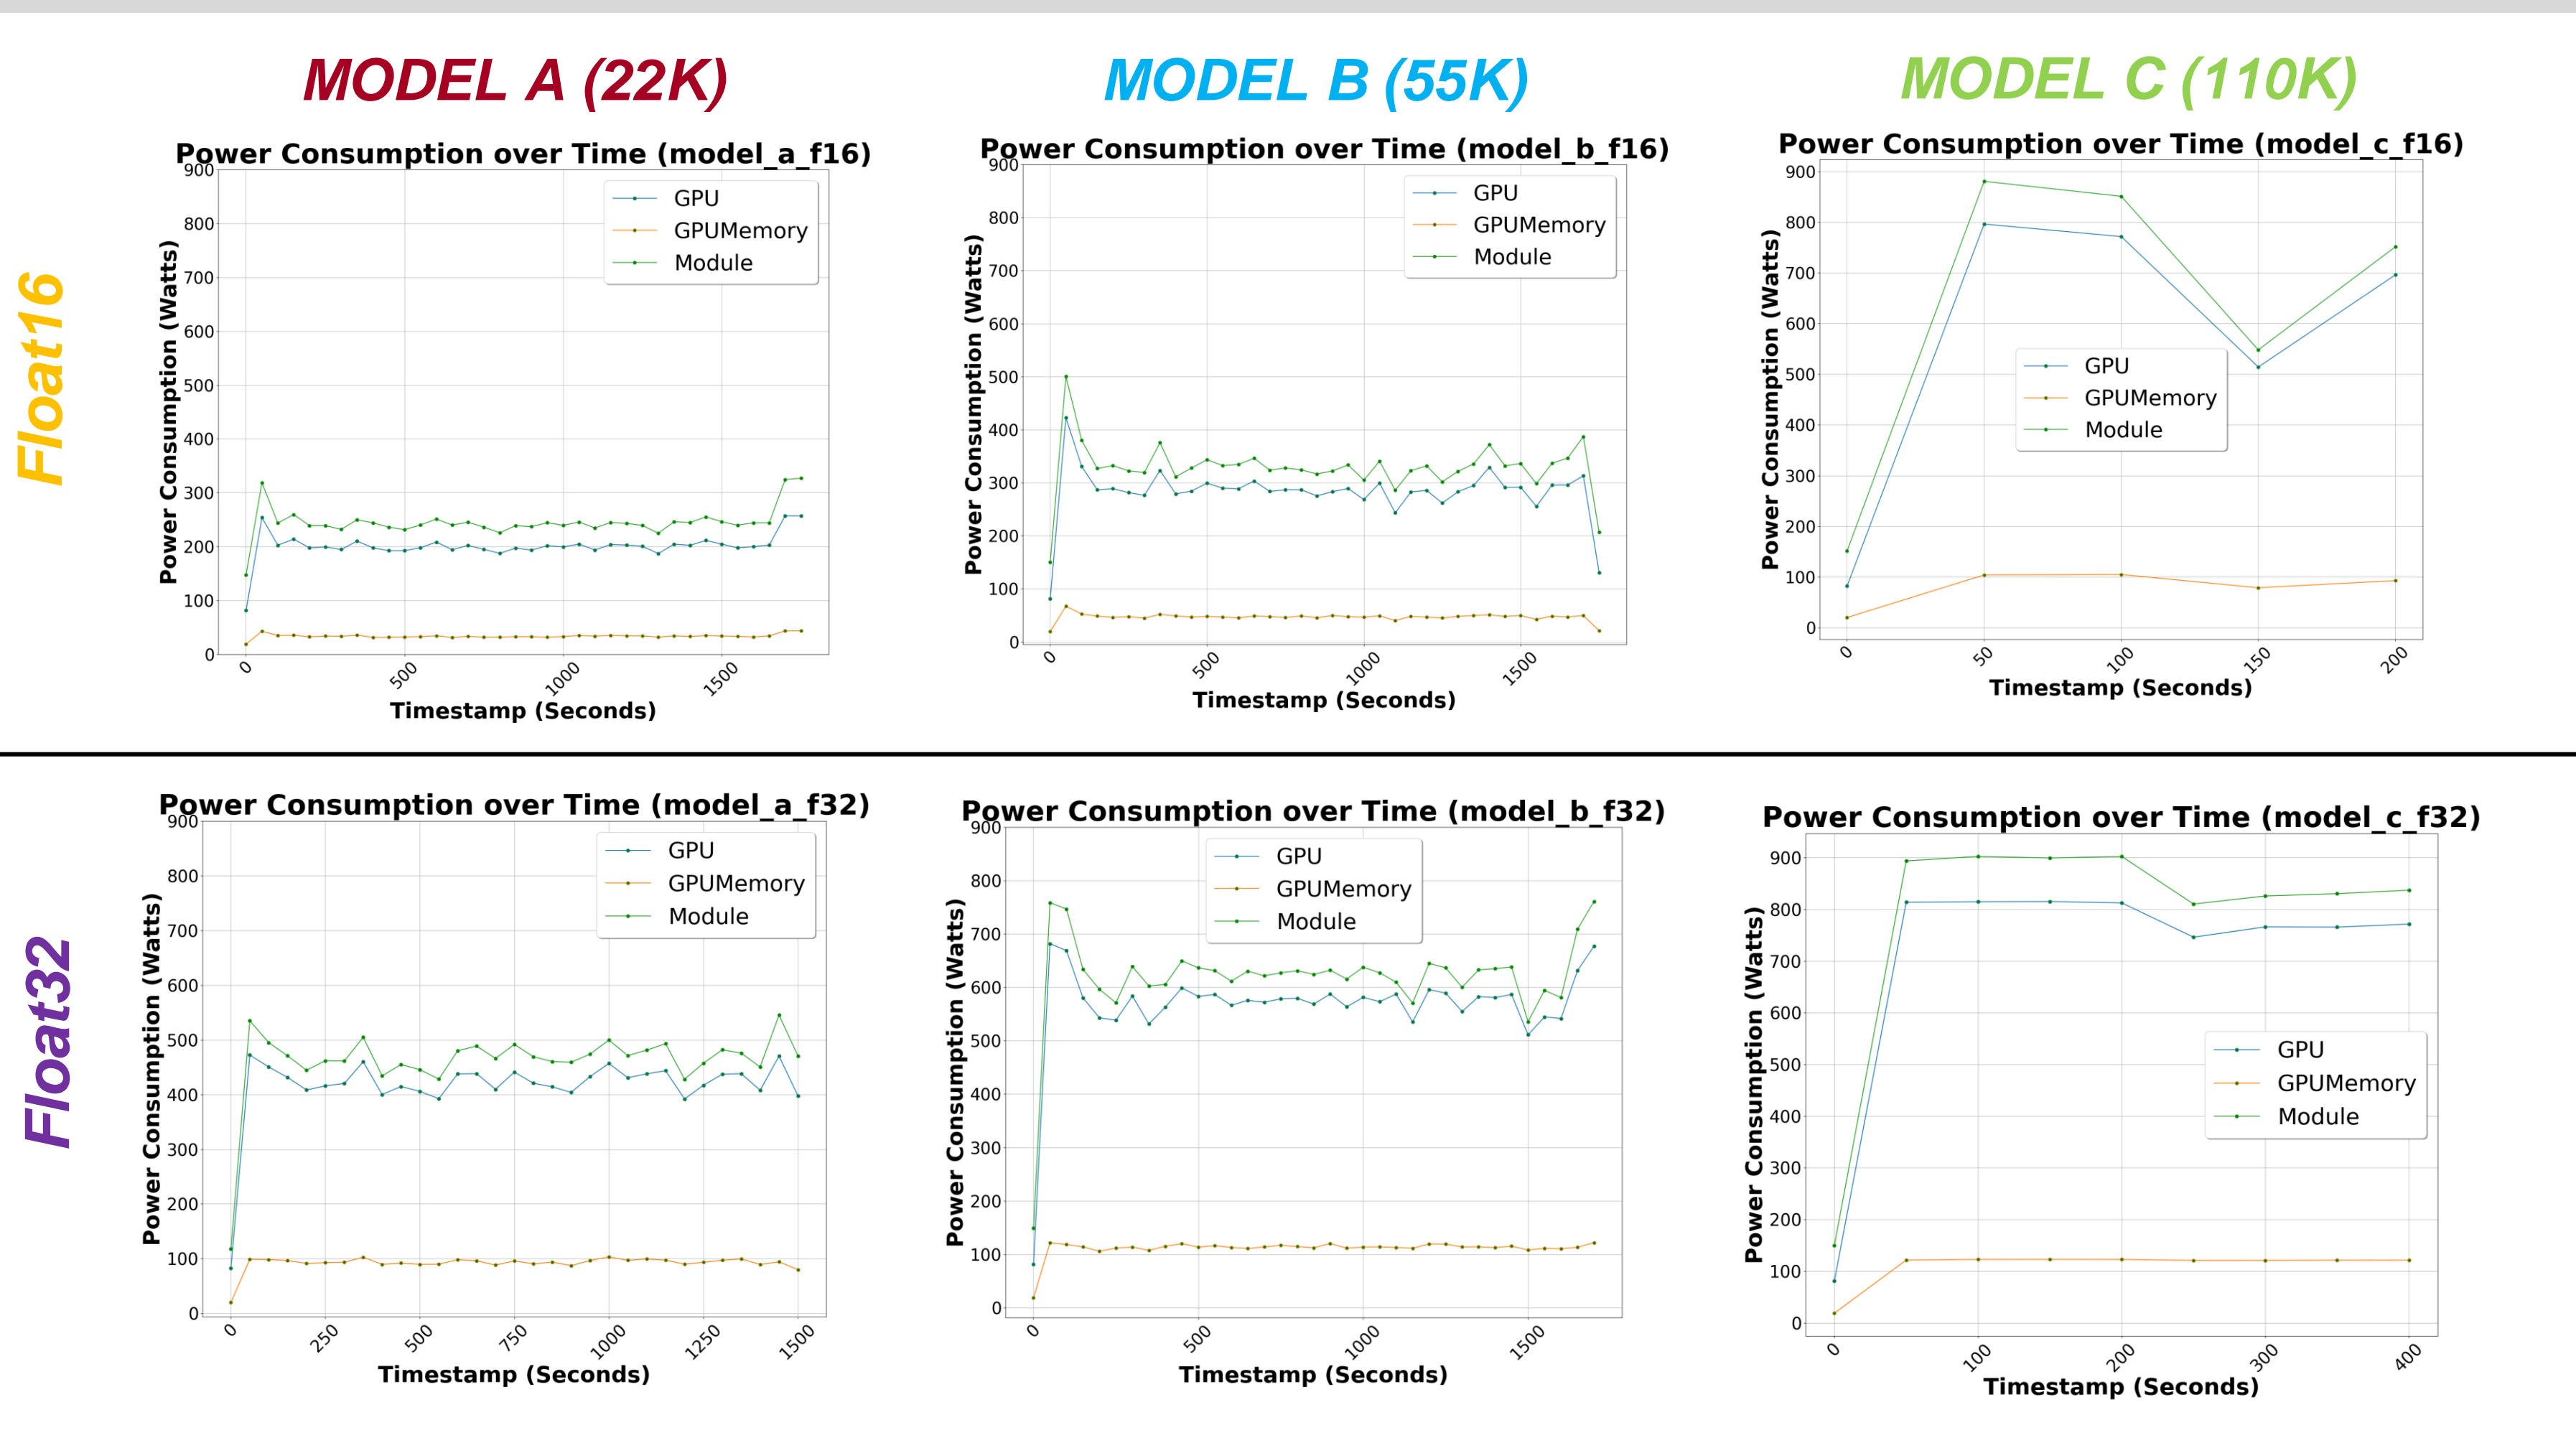 MODEL A (22K)
MODEL B (55K)
MODEL C (110K)
Float16
Power Consumption over Time (model_a_f16)
Power Consumption (Watts)
900
800
700
600
500
400
300
200
100
0
GPU
GPUMemory
Module
0
500
1000
1500
Timestamp (Seconds)
Power Consumption over Time (model_b_f16)
Power Consumption (Watts)
900
800
700
600
500
400
300
200
100
0
GPU
GPUMemory
Module
0
500
1000
1500
Timestamp (Seconds)
Power Consumption over Time (model_c_f16)
Power Consumption (Watts)
900
800
700
600
500
400
300
200
100
0
GPU
GPUMemory
Module
0
50
100
150
200
Timestamp (Seconds)
Float32
Power Consumption over Time (model_a_f32)
Power Consumption (Watts)
900
800
700
600
500
400
300
200
100
0
GPU
GPUMemory
Module
0
250
500
750
1000
1250
1500
Timestamp (Seconds)
Power Consumption over Time (model_b_f32)
Power Consumption (Watts)
900
800
700
600
500
400
300
200
100
0
GPU
GPUMemory
Module
0
500
1000
1500
Timestamp (Seconds)
Power Consumption over Time (model_c_f32)
Power Consumption (Watts)
900
800
700
600
500
400
300
200
100
0
GPU
GPUMemory
Module
0
100
200
300
400
Timestamp (Seconds)